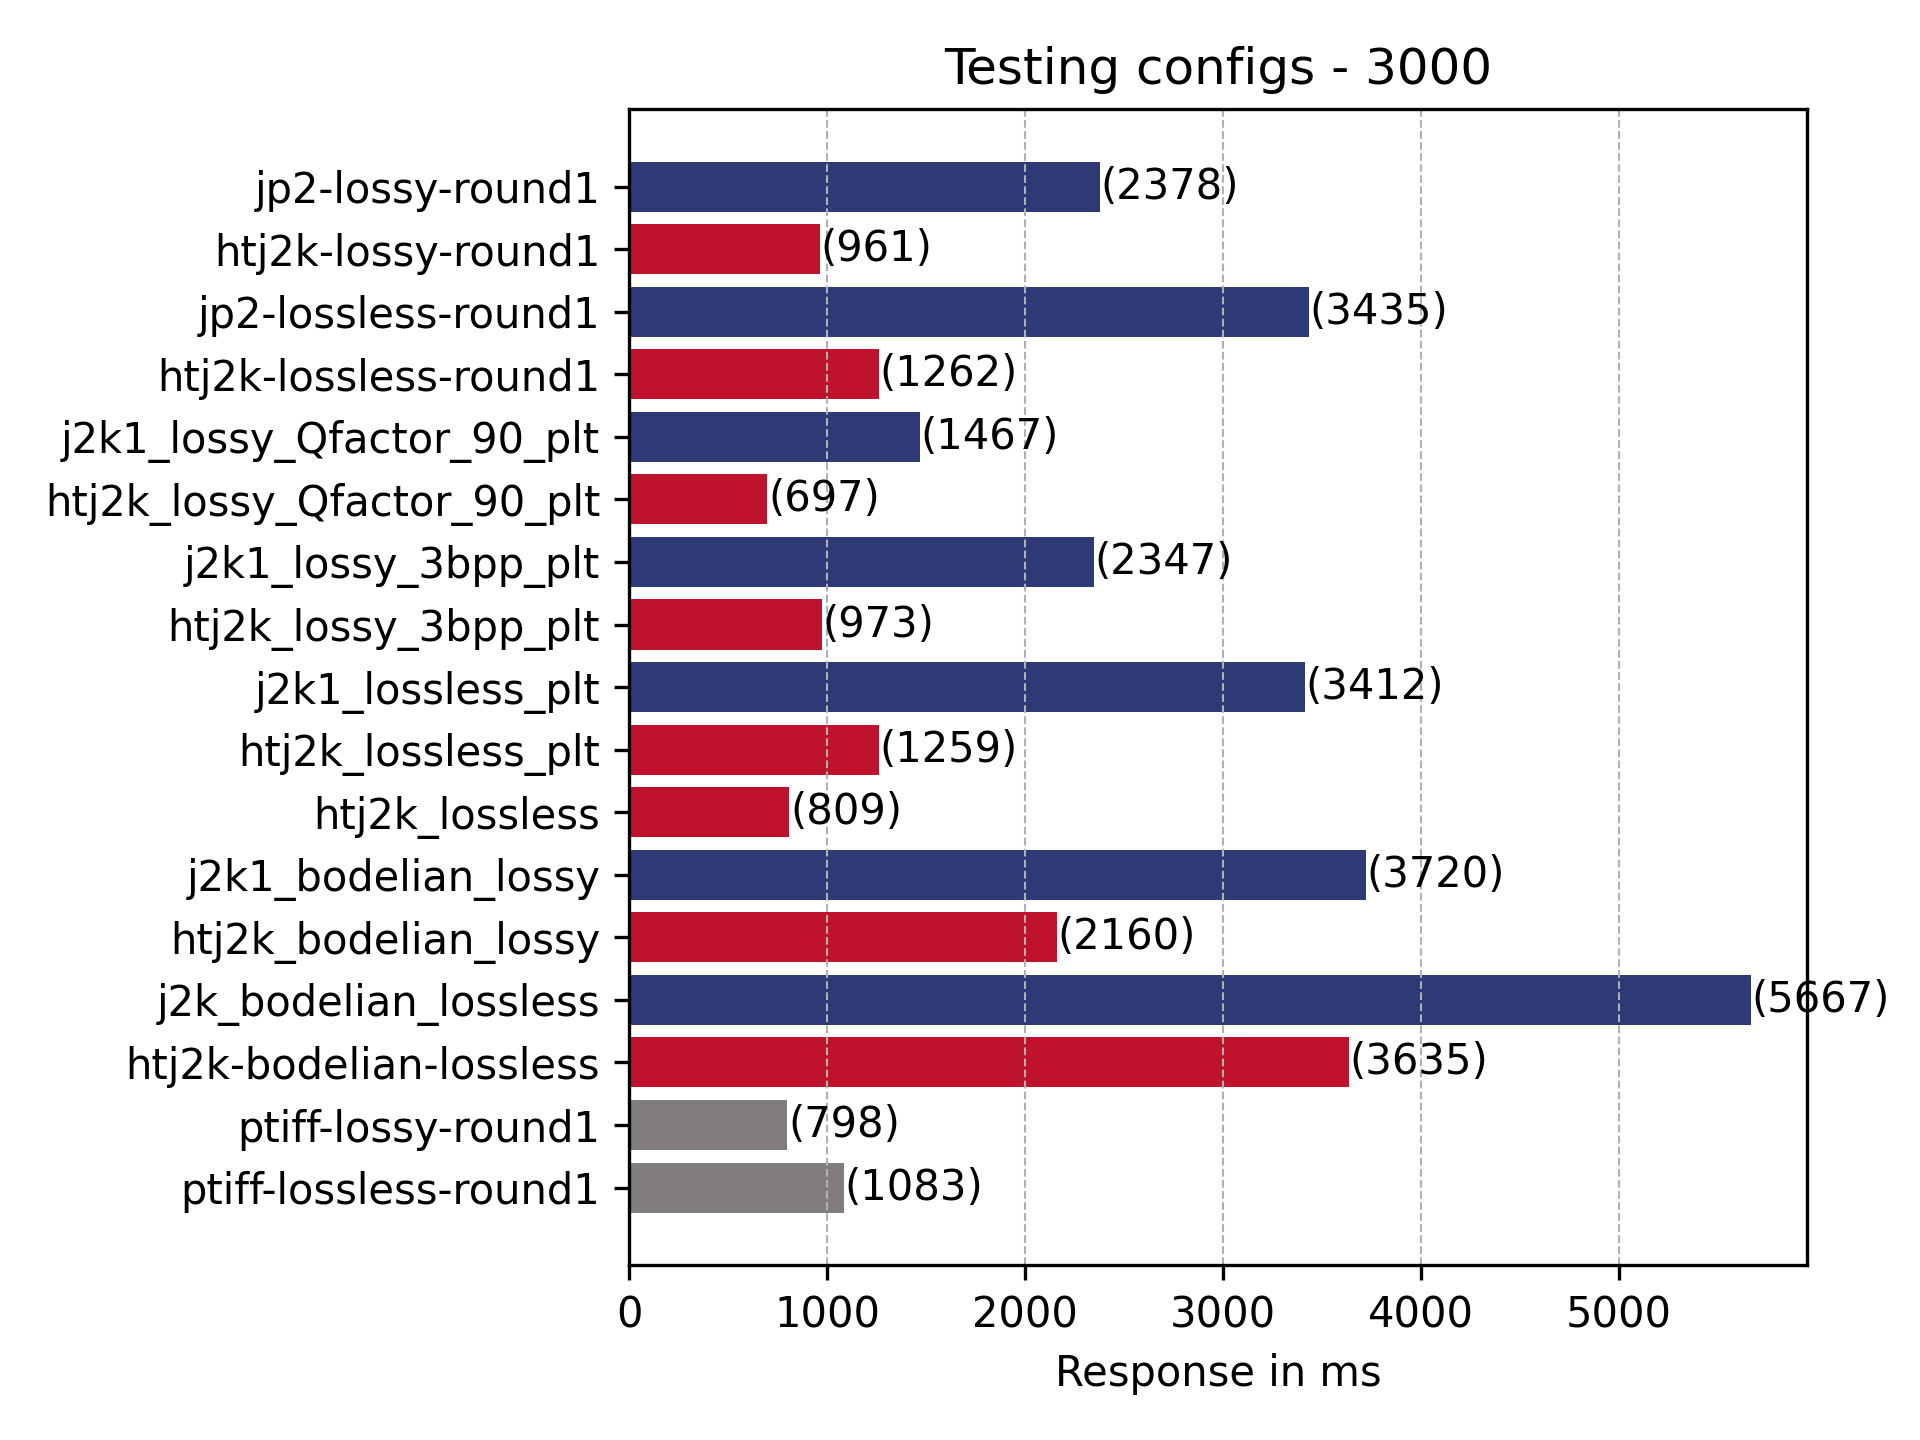 Testing configs - 3000
jp2-lossy-round1 (2378)
htj2k-lossy-round1 (961)
jp2-lossless-round1 (3435)
htj2k-lossless-round1 (1262)
j2k1_lossy_Qfactor_90_plt (1467)
htj2k_lossy_Qfactor_90_plt (697)
j2k1_lossy_3bpp_plt (2347)
htj2k_lossy_3bpp_plt (973)
j2k1_lossless_plt (3412)
htj2k_lossless_plt (1259)
htj2k_lossless (809)
j2k1_bodelian_lossy (3720)
htj2k_bodelian_lossy (2160)
j2k_bodelian_lossless (5667)
htj2k-bodelian-lossless (3635)
ptiff-lossy-round1 (798)
ptiff-lossless-round1 (1083)
0 1000 2000 3000 4000 5000
Response in ms